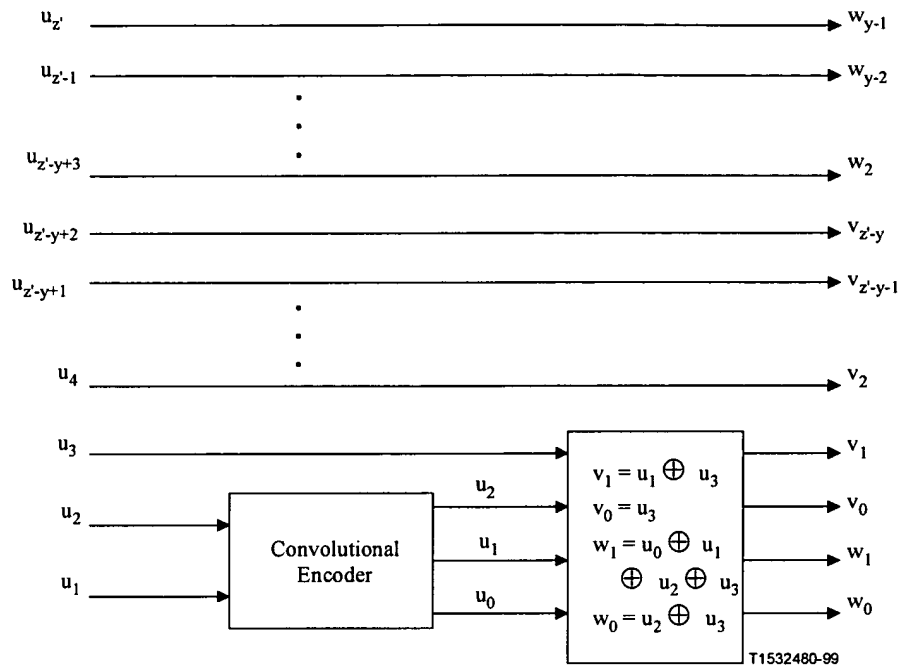 u_{z'} w_{y-1}
u_{z'-1} w_{y-2}
u_{z'-y+3} w_2
u_{z'-y+2} v_{z'-y}
u_{z'-y+1} v_{z'-y-1}
u_4 v_2
u_3 v_1
u_2 u_2 v_0
u_1 u_1 w_1
u_0 w_0
Convolutional
Encoder
v_1 = u_1 ⊕ u_3
v_0 = u_3
w_1 = u_0 ⊕ u_1
⊕ u_2 ⊕ u_3
w_0 = u_2 ⊕ u_3
T1532480-99